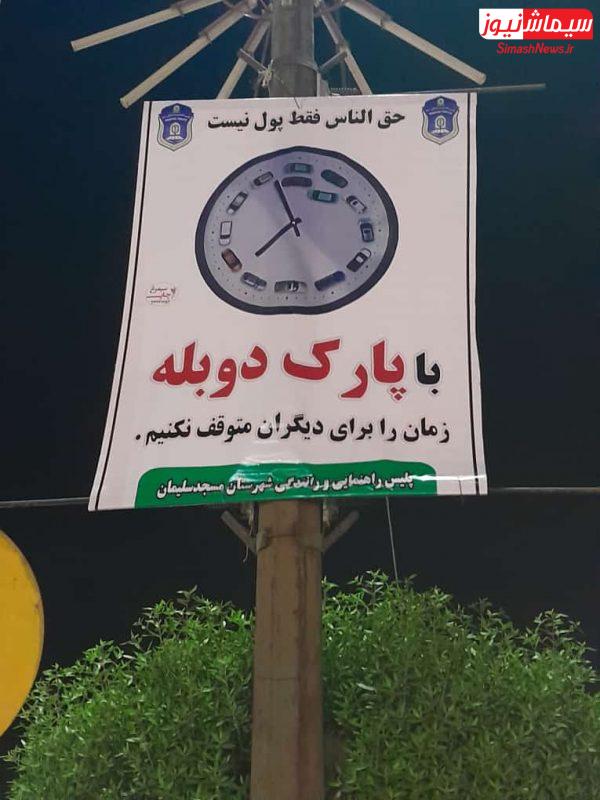 سیماشنیوز
SimashNews.ir
حق الناس فقط پول نیست
با پارک دوبله
زمان را برای دیگران متوقف نکنیم .
پلیس راهنمایی و رانندگی شهرستان مسجدسلیمان